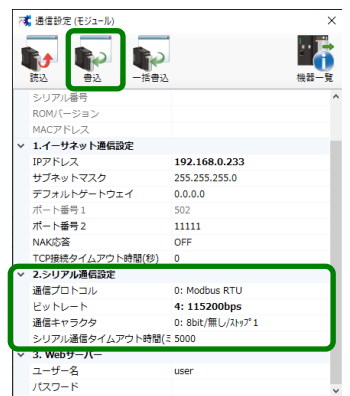 通信設定 (モジュール)
読込 書込 一括書込 機器一覧
シリアル番号
ROMバージョン
MACアドレス
1.イーサネット通信設定
IPアドレス 192.168.0.233
サブネットマスク 255.255.255.0
デフォルトゲートウェイ 0.0.0.0
ポート番号1 502
ポート番号2 11111
NAK応答 OFF
TCP接続タイムアウト時間(秒) 0
2.シリアル通信設定
通信プロトコル 0: Modbus RTU
ビットレート 4: 115200bps
通信キャラクタ 0: 8bit/無し/ｽﾄｯﾌﾟ1
シリアル通信タイムアウト時間(ミ 5000
3. Webサーバー
ユーザー名 user
パスワード